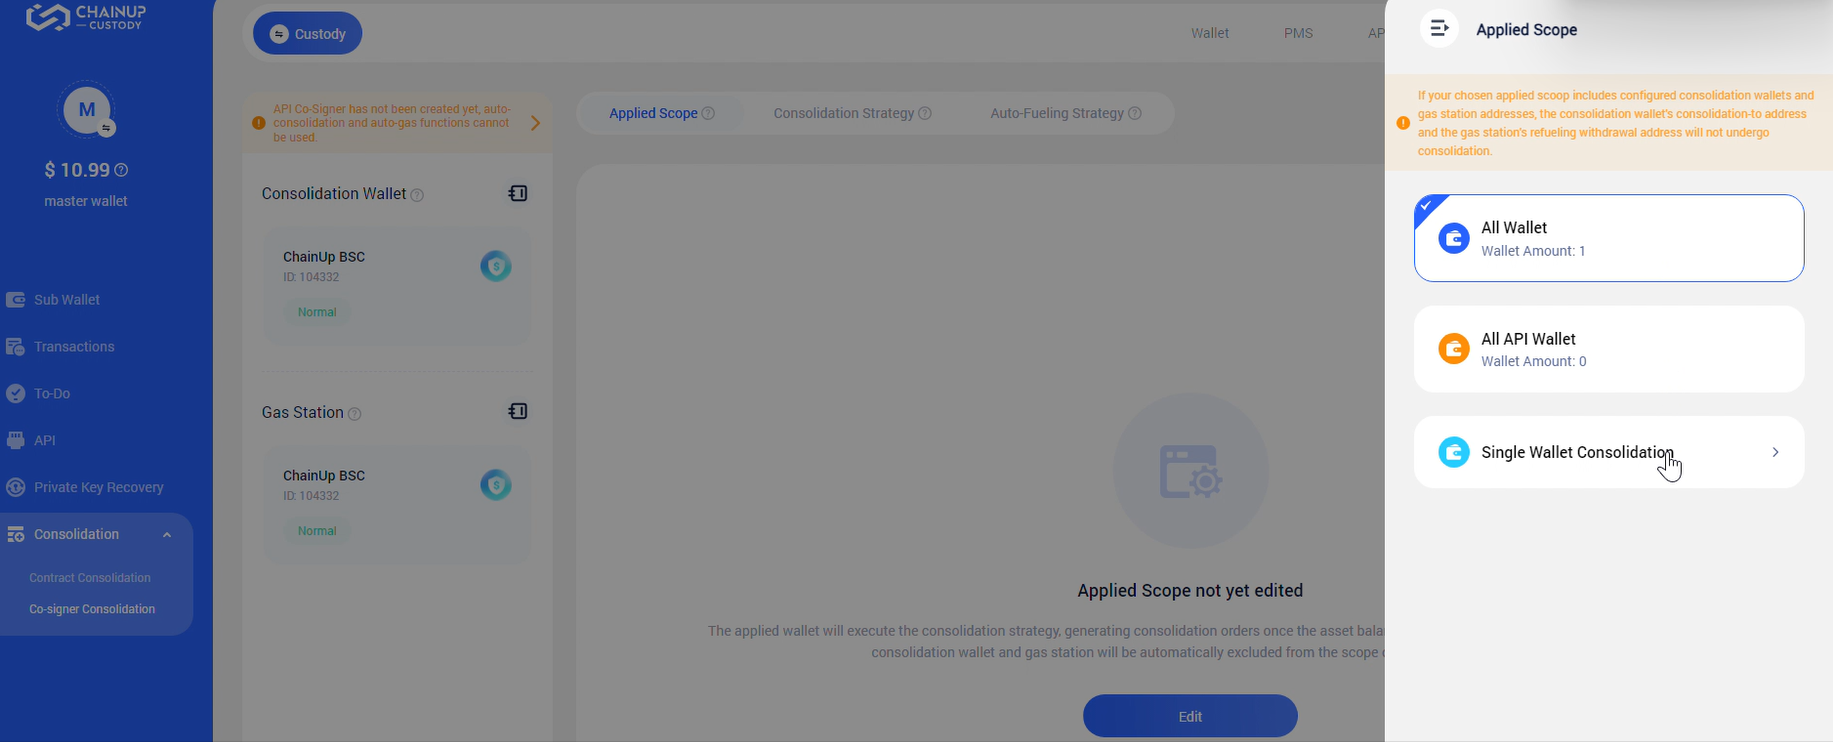 CHAINUP
CUSTODY
M
$ 10.99
master wallet
Sub Wallet
Transactions
To-Do
API
Private Key Recovery
Consolidation
Contract Consolidation
Co-signer Consolidation
Custody
Wallet
PMS
AP
API Co-Signer has not been created yet, auto-
consolidation and auto-gas functions cannot
be used.
Consolidation Wallet
ChainUp BSC
ID: 104332
Normal
Gas Station
ChainUp BSC
ID: 104332
Normal
Applied Scope
Consolidation Strategy
Auto-Fueling Strategy
Applied Scope not yet edited
The applied wallet will execute the consolidation strategy, generating consolidation orders once the asset bala
consolidation wallet and gas station will be automatically excluded from the scope
Edit
Applied Scope
If your chosen applied scoop includes configured consolidation wallets and
gas station addresses, the consolidation wallet's consolidation-to address
and the gas station's refueling withdrawal address will not undergo
consolidation.
All Wallet
Wallet Amount: 1
All API Wallet
Wallet Amount: 0
Single Wallet Consolidation